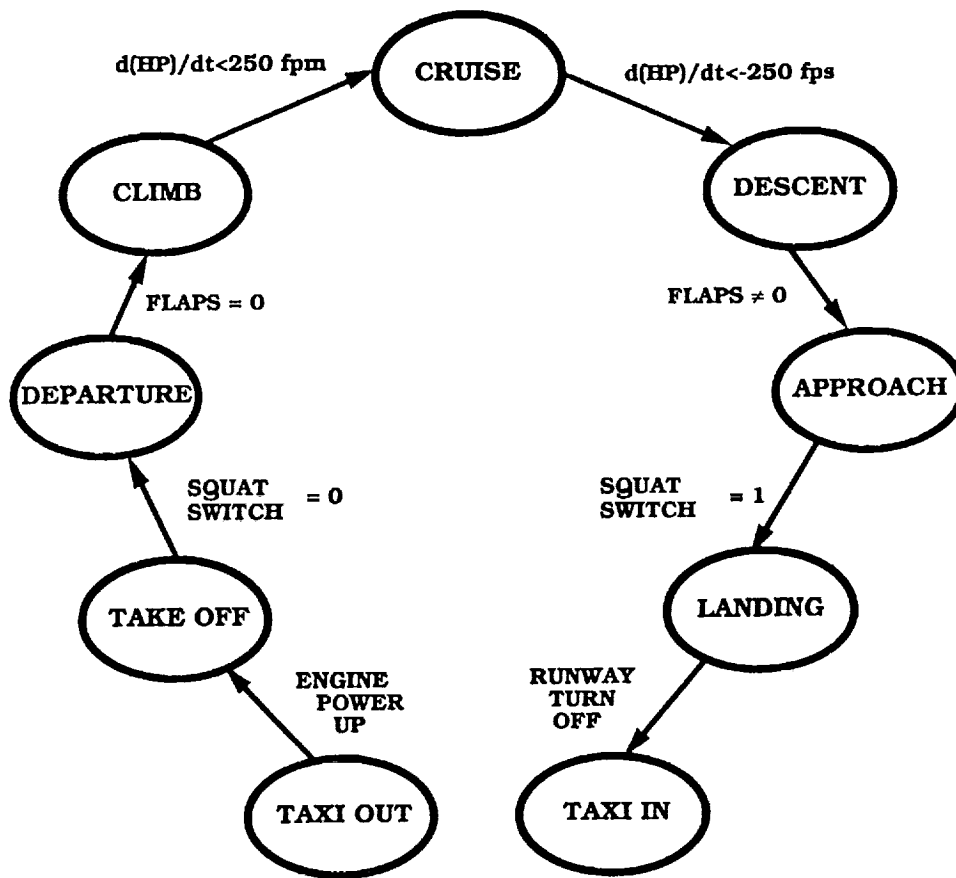 CRUISE
d(HP)/dt<250 fpm
d(HP)/dt<-250 fps
CLIMB
DESCENT
FLAPS = 0
FLAPS ≠ 0
DEPARTURE
APPROACH
SQUAT
SWITCH = 0
SQUAT
SWITCH = 1
TAKE OFF
LANDING
ENGINE
POWER
UP
RUNWAY
TURN
OFF
TAXI OUT
TAXI IN